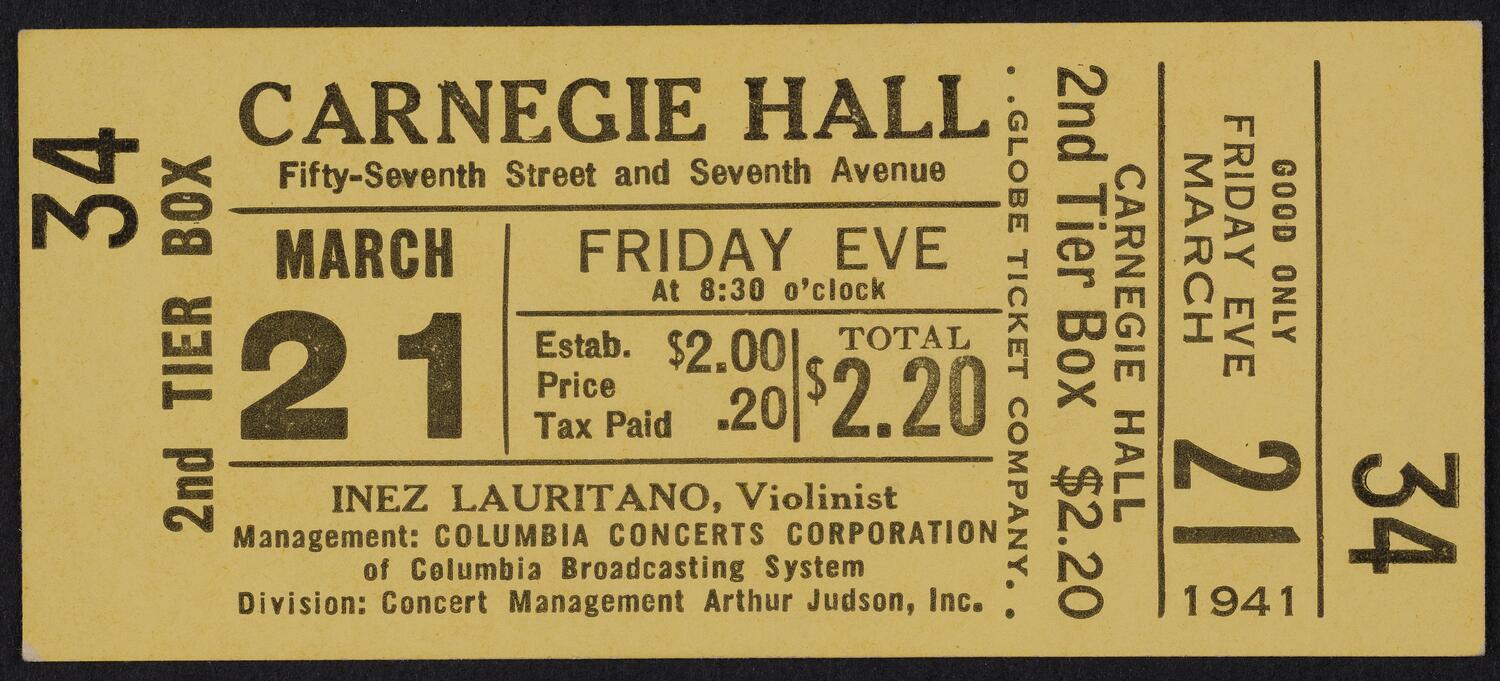 34
2nd TIER BOX
CARNEGIE HALL
Fifty-Seventh Street and Seventh Avenue
MARCH
21
FRIDAY EVE
At 8:30 o'clock
Estab. Price $2.00
Tax Paid .20
TOTAL
$2.20
INEZ LAURITANO, Violinist
Management: COLUMBIA CONCERTS CORPORATION
of Columbia Broadcasting System
Division: Concert Management Arthur Judson, Inc.
. .GLOBE TICKET COMPANY. .
CARNEGIE HALL
2nd Tier Box $2.20
GOOD ONLY
FRIDAY EVE
MARCH
21
1941
34